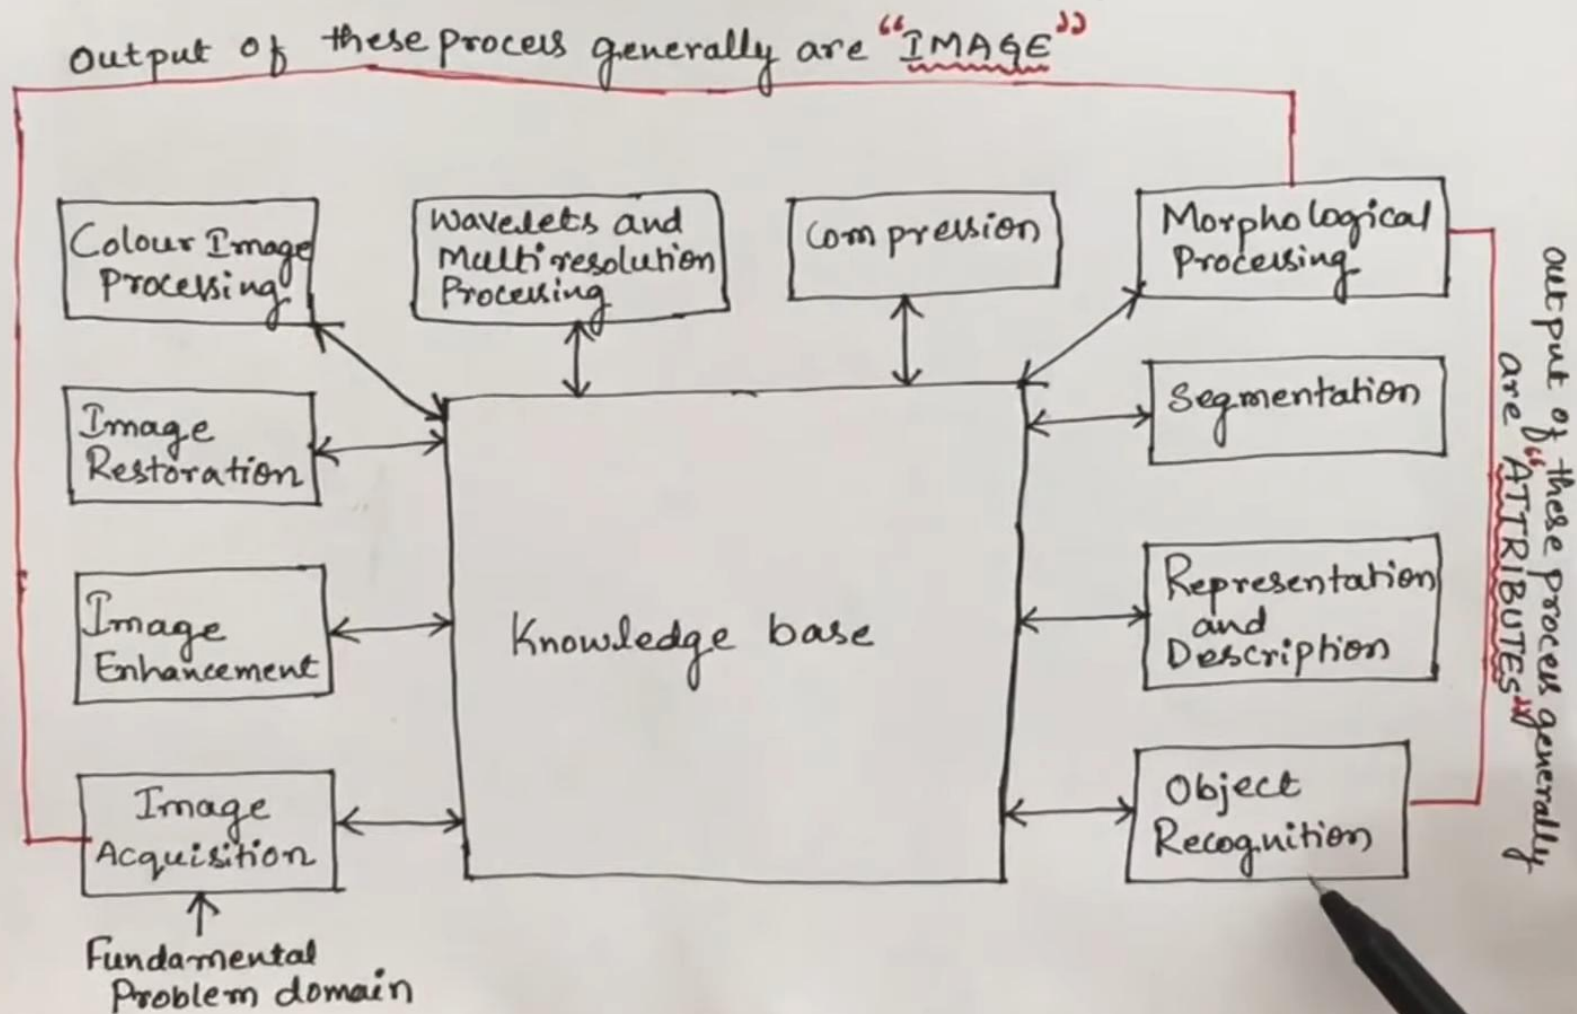 Output of these process generally are "IMAGE"
Colour Image
Processing
Wavelets and
Multiresolution
Processing
Compression
Morphological
Processing
Image
Restoration
Segmentation
Image
Enhancement
Knowledge base
Representation
and
Description
Image
Acquisition
Object
Recognition
Fundamental
Problem domain
output of these process generally
are "ATTRIBUTES"